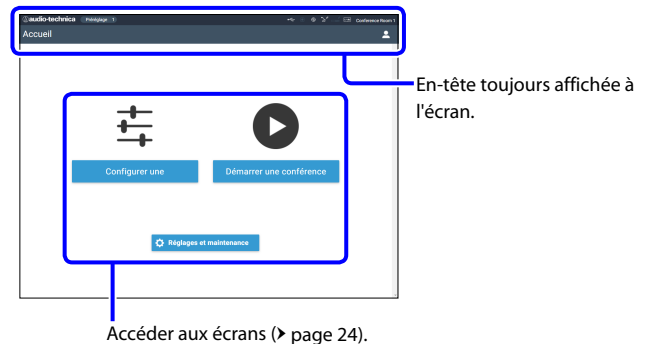 audio-technica Préréglage 1 Conference Room 1
Accueil
En-tête toujours affichée à
l'écran.
Configurer une
Démarrer une conférence
Réglages et maintenance
Accéder aux écrans (> page 24).